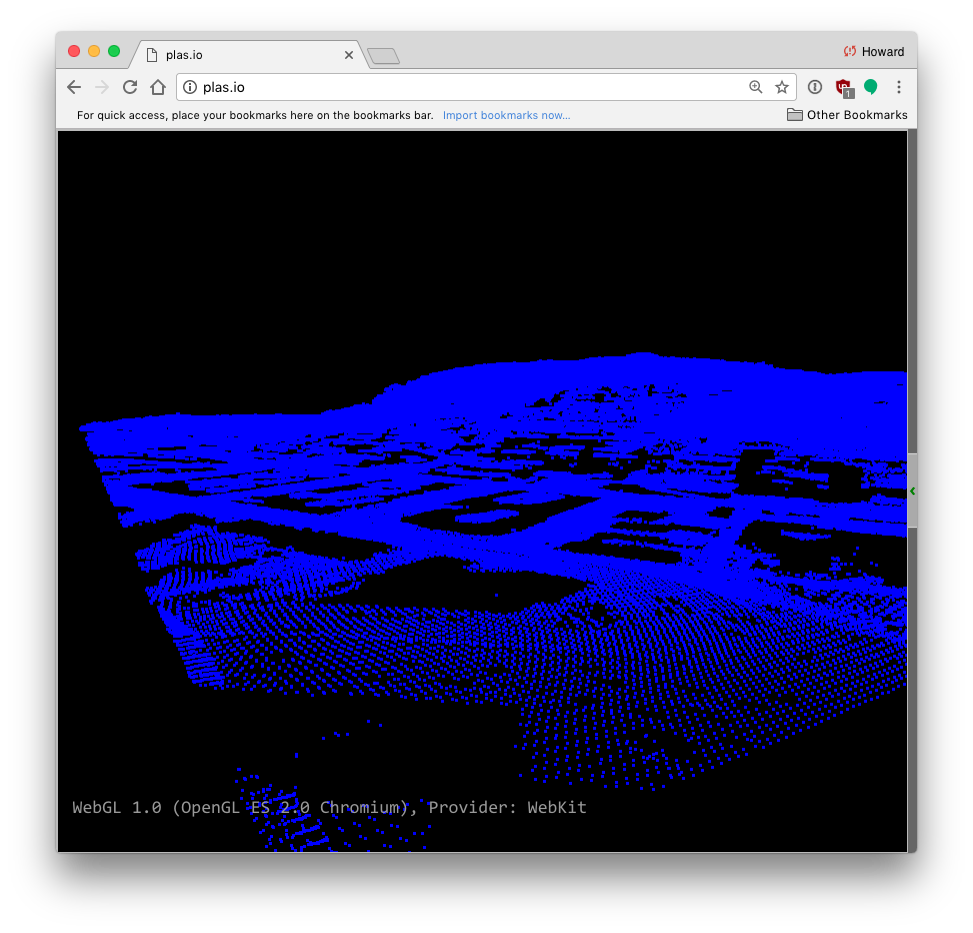 plas.io
Howard
plas.io
1
For quick access, place your bookmarks here on the bookmarks bar. Import bookmarks now...
Other Bookmarks
WebGL 1.0 (OpenGL ES 2.0 Chromium), Provider: WebKit